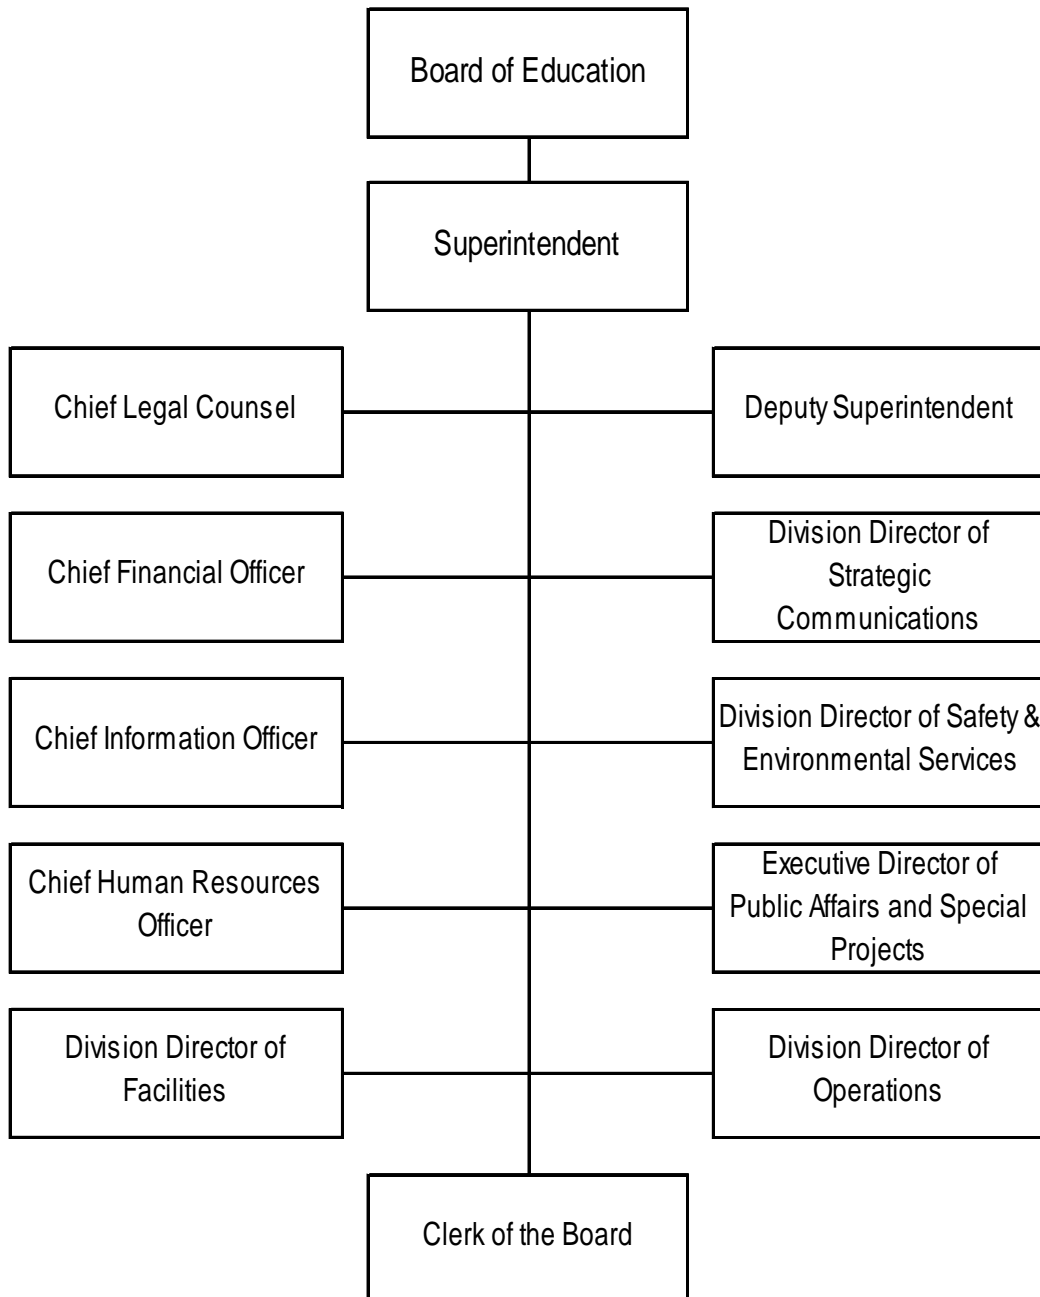 Board of Education
Superintendent
Chief Legal Counsel
Deputy Superintendent
Chief Financial Officer
Division Director of
Strategic
Communications
Chief Information Officer
Division Director of Safety &
Environmental Services
Chief Human Resources
Officer
Executive Director of
Public Affairs and Special
Projects
Division Director of
Facilities
Division Director of
Operations
Clerk of the Board